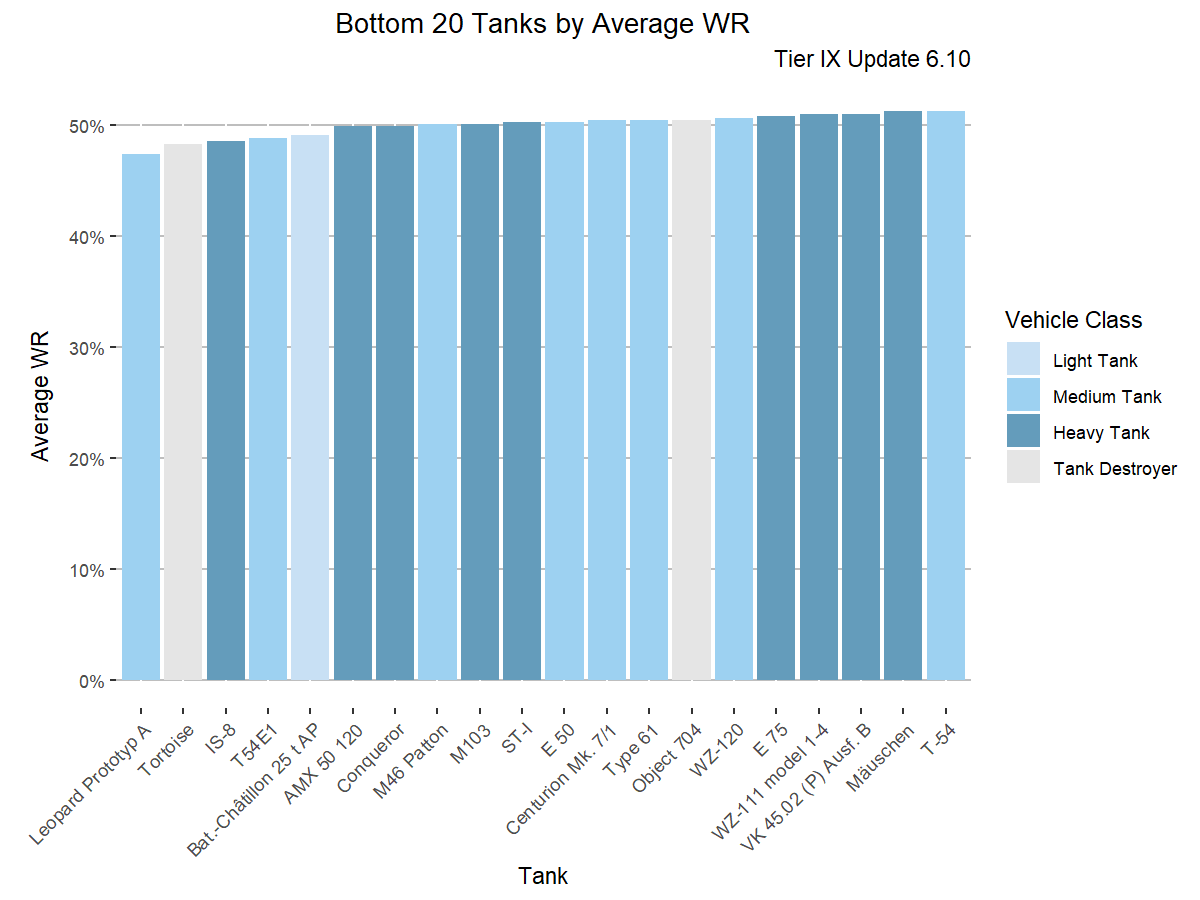 Bottom 20 Tanks by Average WR
Tier IX Update 6.10
Average WR
50%
40%
30%
20%
10%
0%
Leopard Prototyp A
Tortoise
IS-8
T54E1
Bat.-Châtillon 25 t AP
AMX 50 120
Conqueror
M46 Patton
M103
ST-I
E 50
Centurion Mk. 7/1
Type 61
Object 704
WZ-120
E 75
WZ-111 model 1-4
VK 45.02 (P) Ausf. B
Mäuschen
T-54
Tank
Vehicle Class
Light Tank
Medium Tank
Heavy Tank
Tank Destroyer